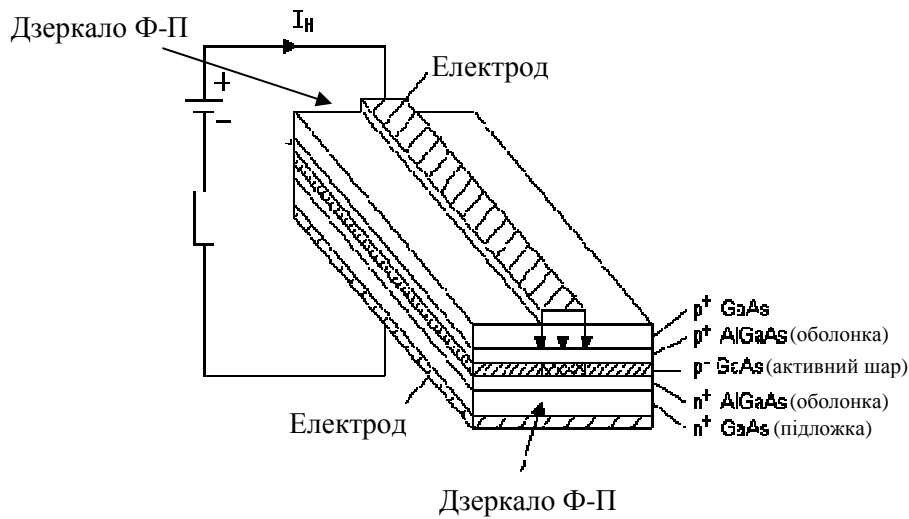 I_H
Дзеркало Ф-П
Електрод
+
-
p⁺ GaAs
p⁺ AlGaAs (оболонка)
p⁻ GaAs (активний шар)
n⁺ AlGaAs (оболонка)
n⁺ GaAs (підложка)
Електрод
Дзеркало Ф-П